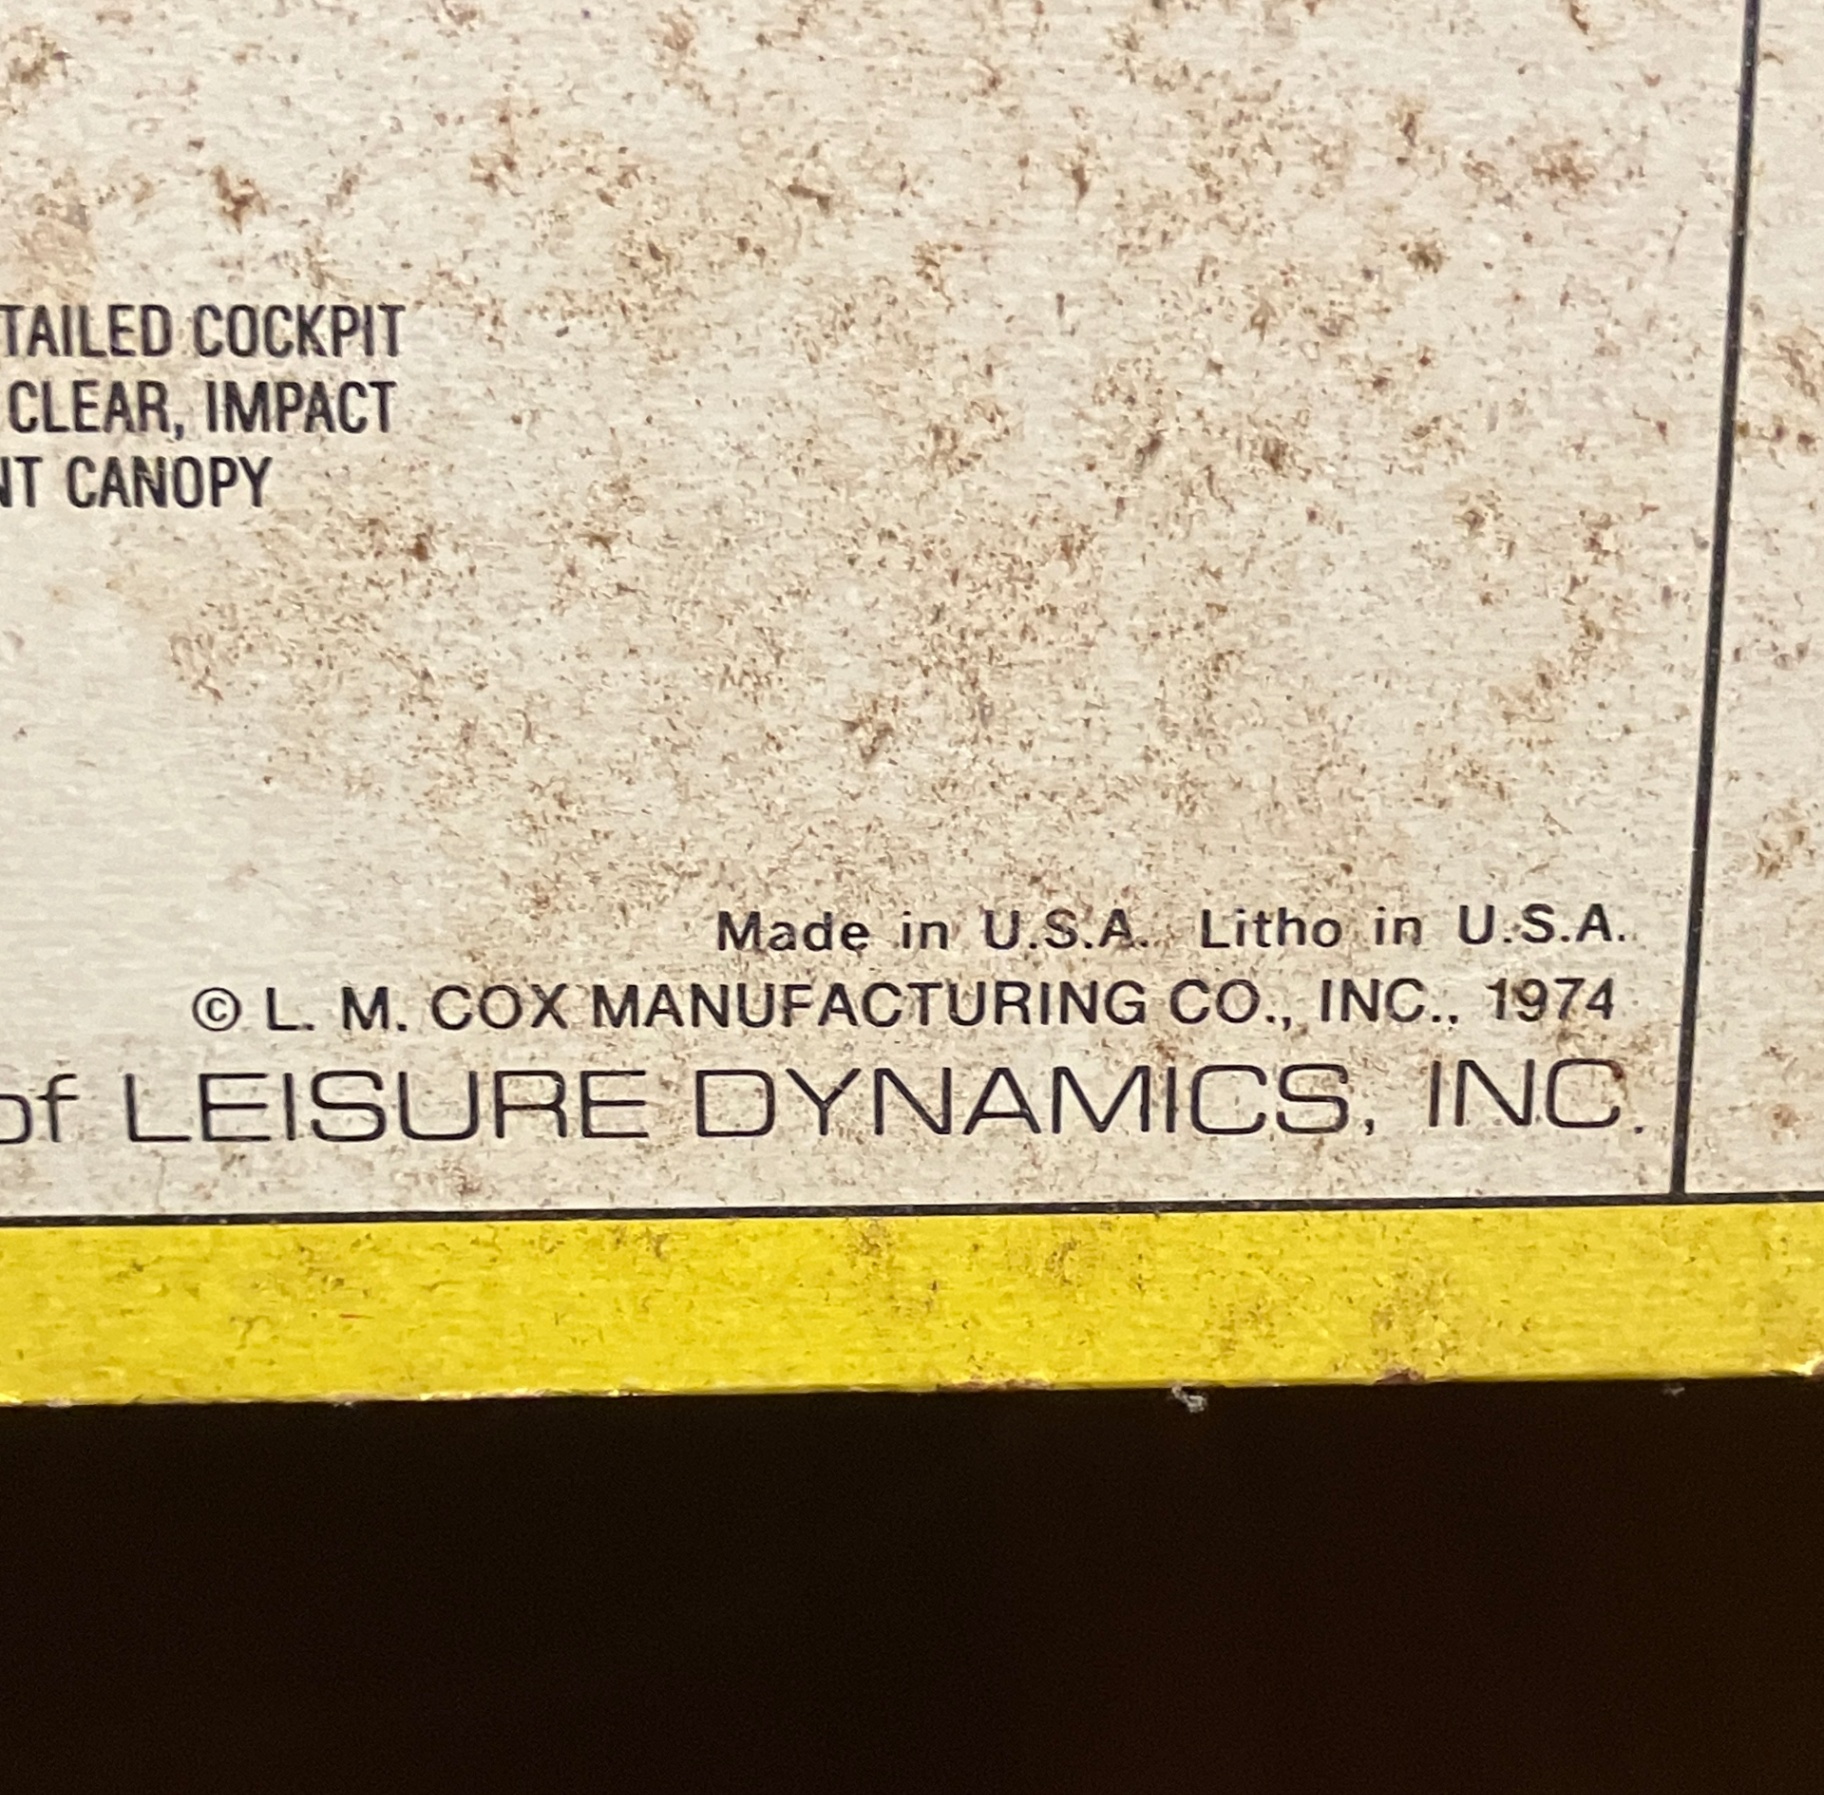 TAILED COCKPIT
CLEAR, IMPACT
NT CANOPY
Made in U.S.A. Litho in U.S.A.
© L. M. COX MANUFACTURING CO., INC., 1974
of LEISURE DYNAMICS, INC.